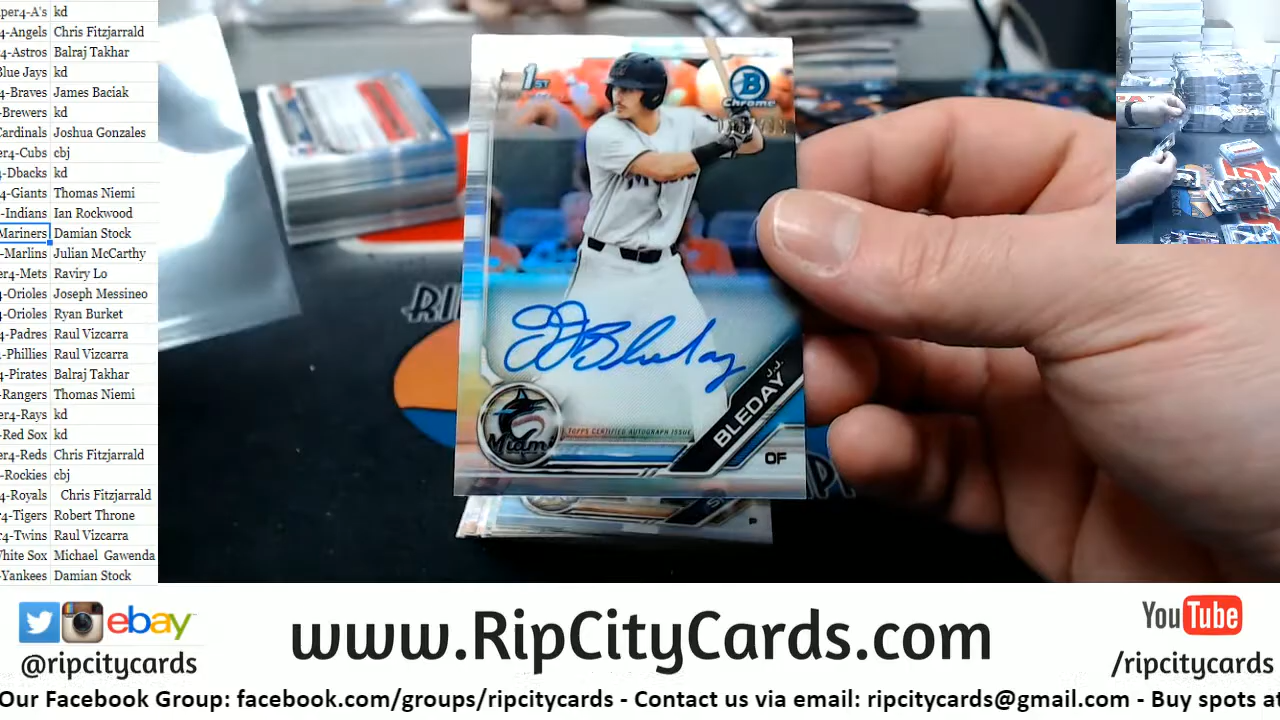 per4-A's kd
4-Angels Chris Fitzjarrald
4-Astros Balraj Takhar
Blue Jays kd
4-Braves James Baciak
-Brewers kd
Cardinals Joshua Gonzales
er4-Cubs cbj
4-Dbacks kd
r4-Giants Thomas Niemi
-Indians Ian Rockwood
Mariners Damian Stock
-Marlins Julian McCarthy
er4-Mets Raviry Lo
-Orioles Joseph Messineo
-Orioles Ryan Burket
4-Padres Raul Vizcarra
-Phillies Raul Vizcarra
-Pirates Balraj Takhar
-Rangers Thomas Niemi
er4-Rays kd
-Red Sox kd
er4-Reds Chris Fitzjarrald
-Rockies cbj
4-Royals Chris Fitzjarrald
r4-Tigers Robert Throne
r4-Twins Raul Vizcarra
hite Sox Michael Gawenda
-Yankees Damian Stock
1ST
B
Chrome
JJ Bleday
J.J.
BLEDAY
OF
Miami
TOPPS CERTIFIED AUTOGRAPH ISSUE
P
ebay
@ripcitycards
www.RipCityCards.com
YouTube
/ripcitycards
Our Facebook Group: facebook.com/groups/ripcitycards - Contact us via email: ripcitycards@gmail.com - Buy spots at